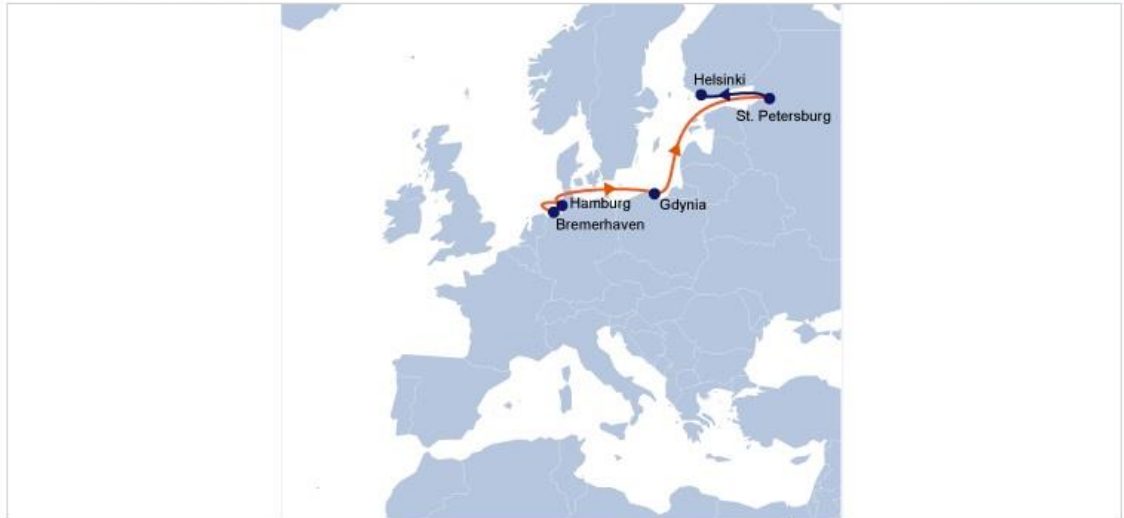 Helsinki
St. Petersburg
Hamburg
Gdynia
Bremerhaven